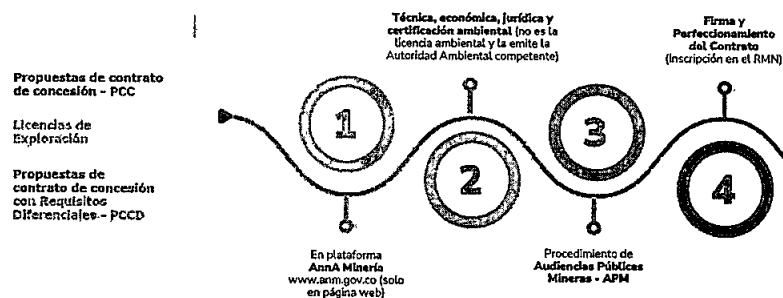 Propuestas de contrato
de concesión - PCC
Licencias de
Exploración
Propuestas de
contrato de concesión
con Requisitos
Diferenciales.- PCCD
1
En plataforma
AnnA Minería
www.anm.gov.co (solo
en página web)
Técnica, económica, jurídica y
certificación ambiental (no es la
licencia ambiental y la emite la
Autoridad Ambiental competente)
2
3
Procedimiento de
Audiencias Públicas
Mineras - APM
Firma y
Perfeccionamiento
del Contrato
(Inscripción en el RMN)
4